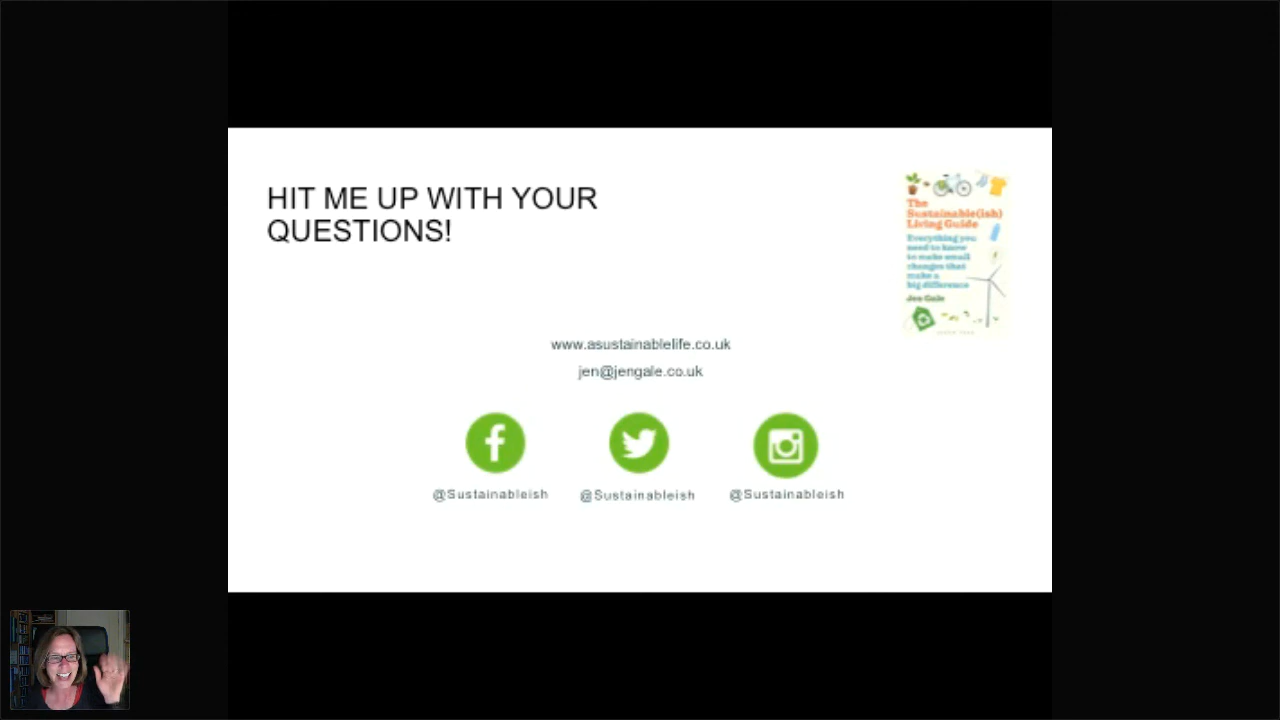 HIT ME UP WITH YOUR
QUESTIONS!
The
Sustainable(ish)
Living Guide
Everything you
need to know
to make small
changes that
make a
big difference
Jen Gale
www.asustainablelife.co.uk
jen@jengale.co.uk
@Sustainableish
@Sustainableish
@Sustainableish